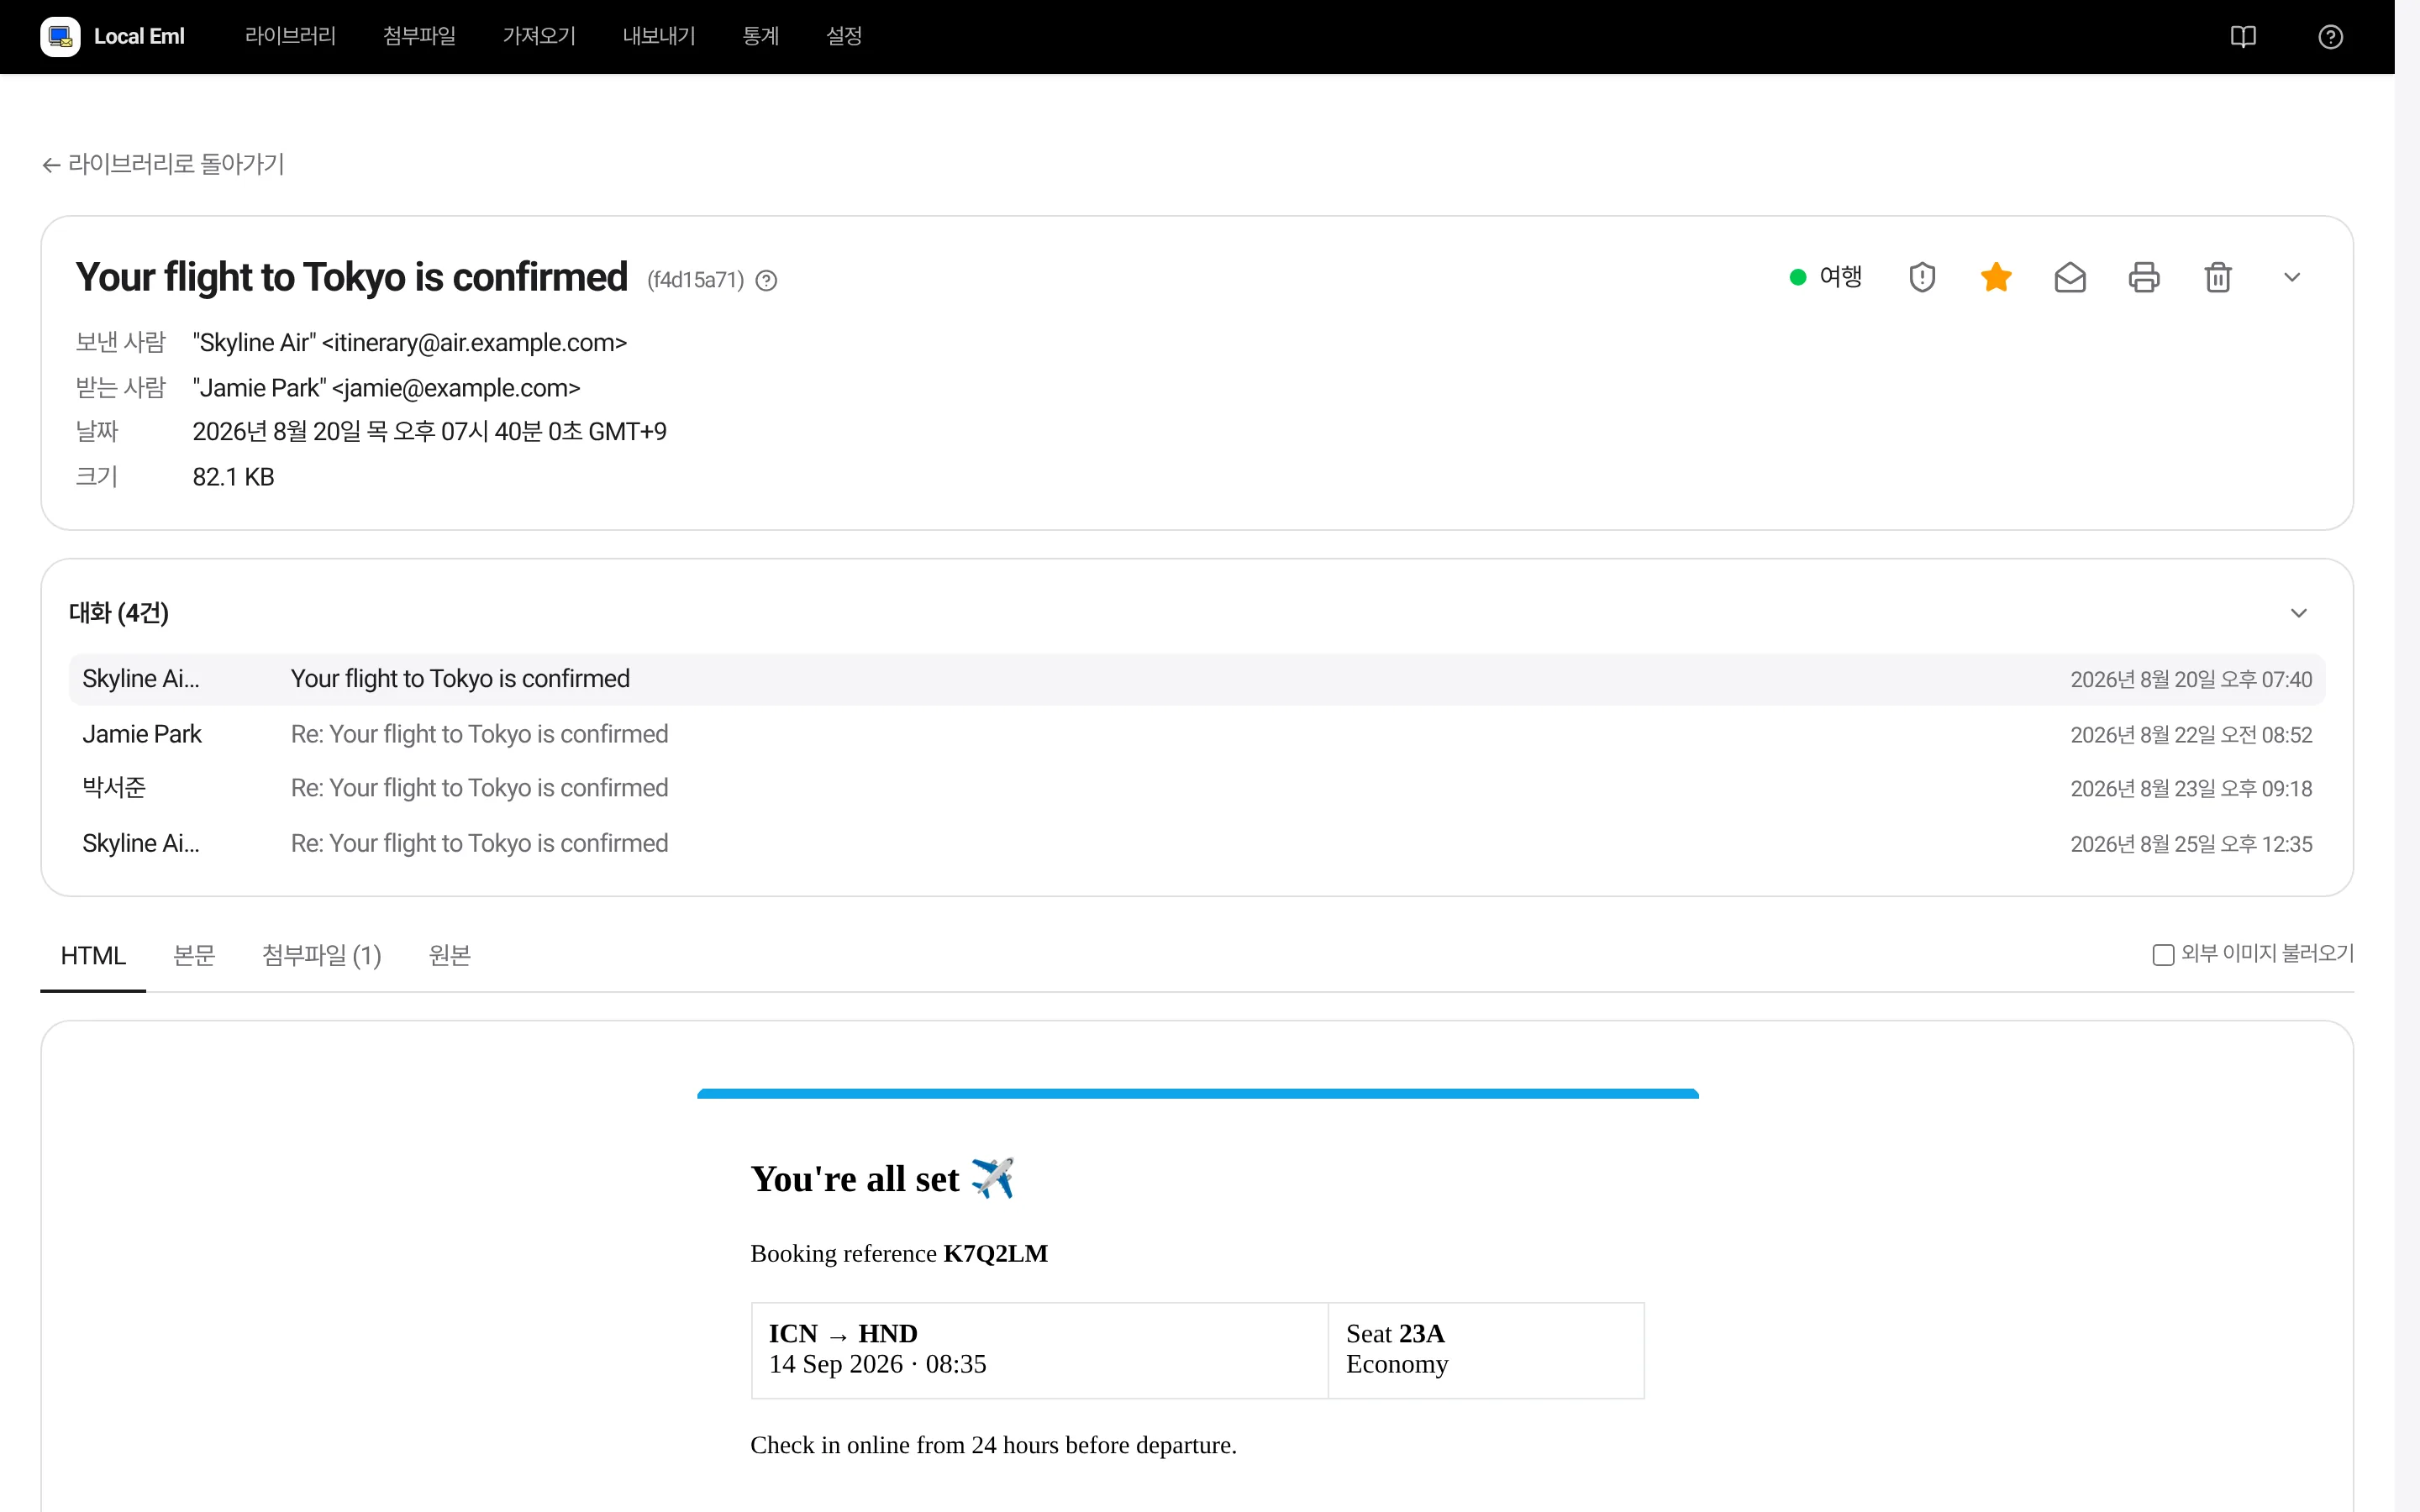 Local Eml 라이브러리 첨부파일 가져오기 내보내기 통계 설정
← 라이브러리로 돌아가기
Your flight to Tokyo is confirmed (f4d15a71)
여행
보낸 사람 "Skyline Air" <itinerary@air.example.com>
받는 사람 "Jamie Park" <jamie@example.com>
날짜 2026년 8월 20일 목 오후 07시 40분 0초 GMT+9
크기 82.1 KB
대화 (4건)
Skyline Ai... Your flight to Tokyo is confirmed 2026년 8월 20일 오후 07:40
Jamie Park Re: Your flight to Tokyo is confirmed 2026년 8월 22일 오전 08:52
박서준 Re: Your flight to Tokyo is confirmed 2026년 8월 23일 오후 09:18
Skyline Ai... Re: Your flight to Tokyo is confirmed 2026년 8월 25일 오후 12:35
HTML 본문 첨부파일 (1) 원본 외부 이미지 불러오기
You're all set ✈️
Booking reference K7Q2LM
ICN → HND
14 Sep 2026 · 08:35
Seat 23A
Economy
Check in online from 24 hours before departure.